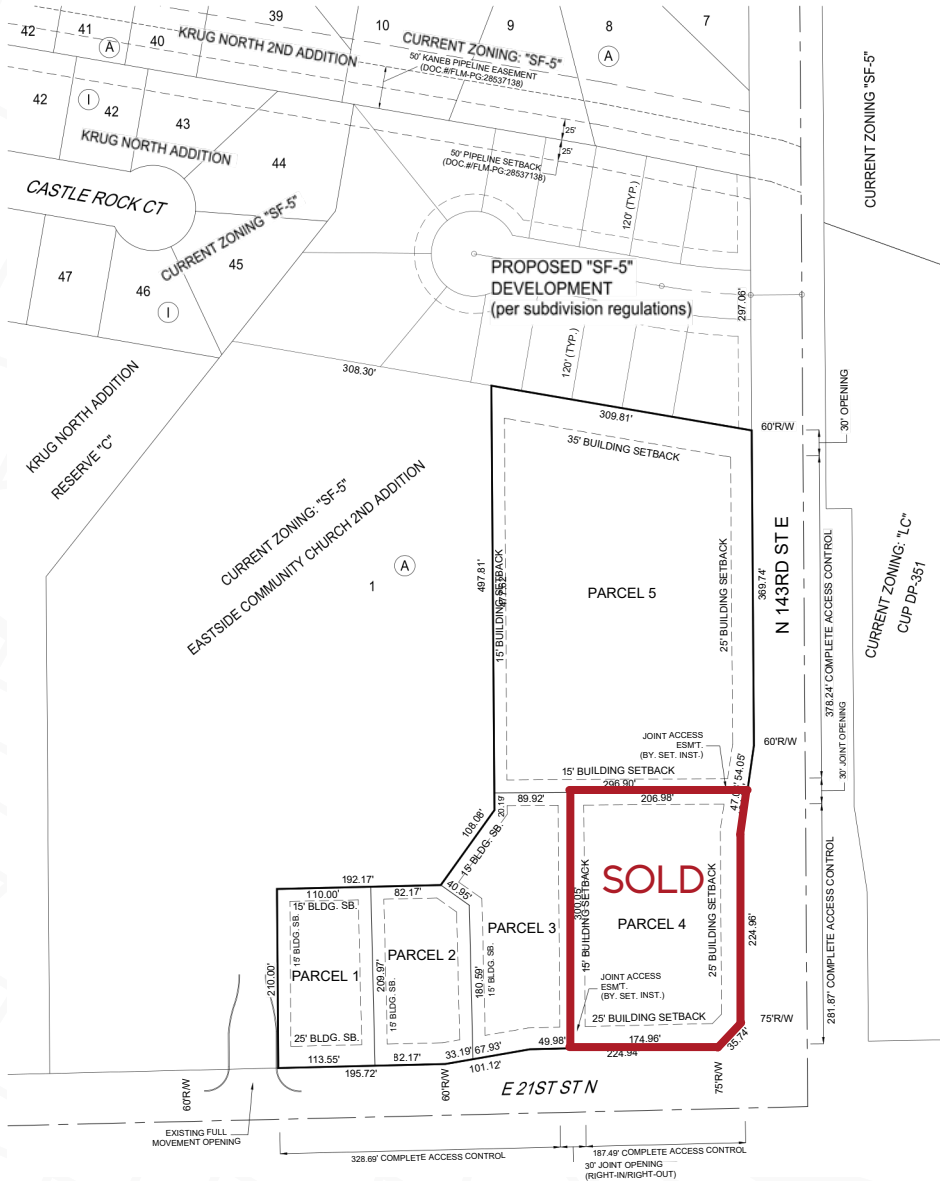 39
42
41
40
10
9
8
7
A
KRUG NORTH 2ND ADDITION
CURRENT ZONING: "SF-5"
A
50' KANEB PIPELINE EASEMENT
(DOC.#/FLM-PG:28537138)
CURRENT ZONING "SF-5"
42
I
42
43
25'
25'
KRUG NORTH ADDITION
44
50' PIPELINE SETBACK
(DOC.#/FLM-PG:28537138)
CASTLE ROCK CT
120' (TYP.)
CURRENT ZONING "SF-5"
47
46
45
I
PROPOSED "SF-5"
DEVELOPMENT
(per subdivision regulations)
297.06'
308.30'
120' (TYP.)
KRUG NORTH ADDITION
RESERVE "C"
309.81'
60'R/W
30' OPENING
35' BUILDING SETBACK
CURRENT ZONING: "SF-5"
EASTSIDE COMMUNITY CHURCH 2ND ADDITION
A
1
497.81'
15' BUILDING SETBACK
PARCEL 5
25' BUILDING SETBACK
369.74'
N 143RD ST E
378.24' COMPLETE ACCESS CONTROL
CURRENT ZONING: "LC"
CUP DP-351
JOINT ACCESS
ESM'T.
(BY. SET. INST.)
60'R/W
30' JOINT OPENING
15' BUILDING SETBACK
296.90'
54.05'
89.92'
20.19'
206.98'
108.08'
15' BLDG. SB.
192.17'
110.00'
82.17'
40.95'
15' BLDG. SB.
15' BLDG. SB.
PARCEL 1
210.00'
25' BLDG. SB.
209.97'
PARCEL 2
15' BLDG. SB.
180.59'
PARCEL 3
15' BLDG. SB.
300.05'
15' BUILDING SETBACK
SOLD
PARCEL 4
25' BUILDING SETBACK
224.96'
281.87' COMPLETE ACCESS CONTROL
JOINT ACCESS
ESM'T.
(BY. SET. INST.)
25' BUILDING SETBACK
75'R/W
113.55'
82.17'
33.19'
67.93'
49.98'
174.96'
35.74'
195.72'
101.12'
224.94'
60'R/W
60'R/W
E 21ST ST N
75'R/W
EXISTING FULL
MOVEMENT OPENING
328.69' COMPLETE ACCESS CONTROL
187.49' COMPLETE ACCESS CONTROL
30' JOINT OPENING
(RIGHT-IN/RIGHT-OUT)